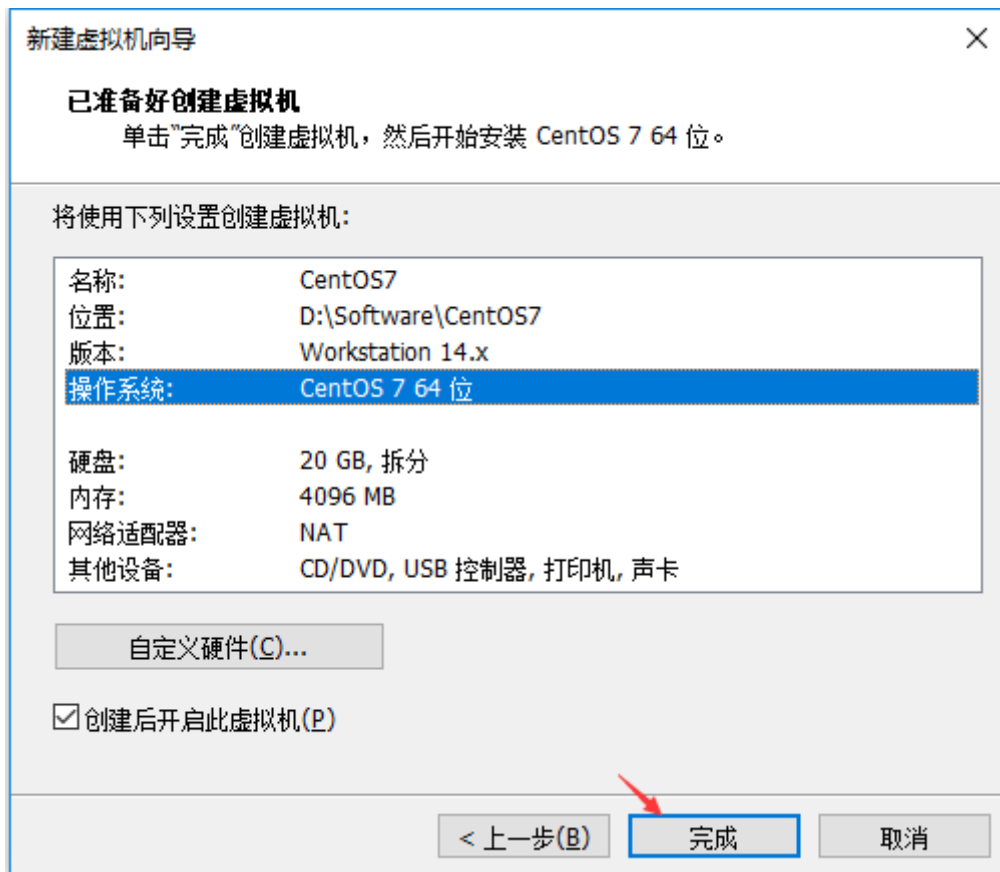 新建虚拟机向导
已准备好创建虚拟机
单击"完成"创建虚拟机，然后开始安装 CentOS 7 64 位。
将使用下列设置创建虚拟机:
名称: CentOS7
位置: D:\Software\CentOS7
版本: Workstation 14.x
操作系统: CentOS 7 64 位
硬盘: 20 GB, 拆分
内存: 4096 MB
网络适配器: NAT
其他设备: CD/DVD, USB 控制器, 打印机, 声卡
自定义硬件(C)...
创建后开启此虚拟机(P)
< 上一步(B) 完成 取消